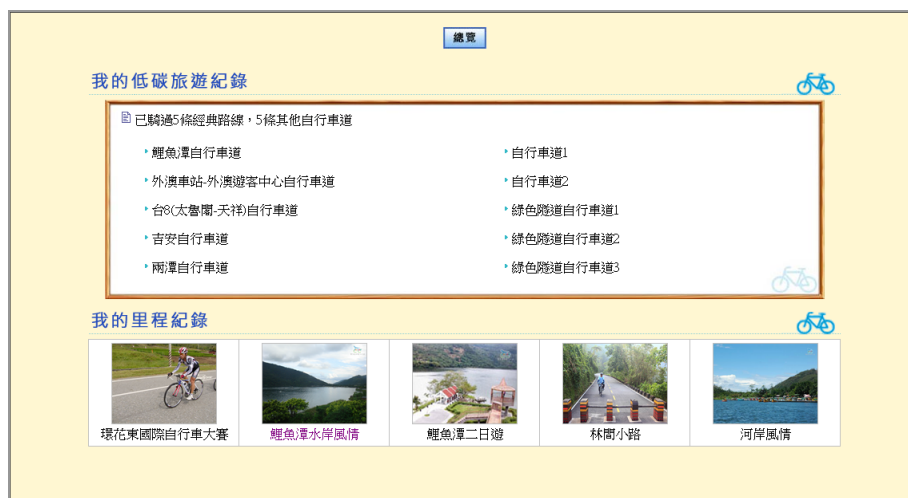 總覽
我的低碳旅遊紀錄
已騎過5條經典路線，5條其他自行車道
鯉魚潭自行車道
自行車道1
外澳車站-外澳遊客中心自行車道
自行車道2
台8(太魯閣-天祥)自行車道
綠色隧道自行車道1
吉安自行車道
綠色隧道自行車道2
兩潭自行車道
綠色隧道自行車道3
我的里程紀錄
環花東國際自行車大賽
鯉魚潭水岸風情
鯉魚潭二日遊
林間小路
河岸風情